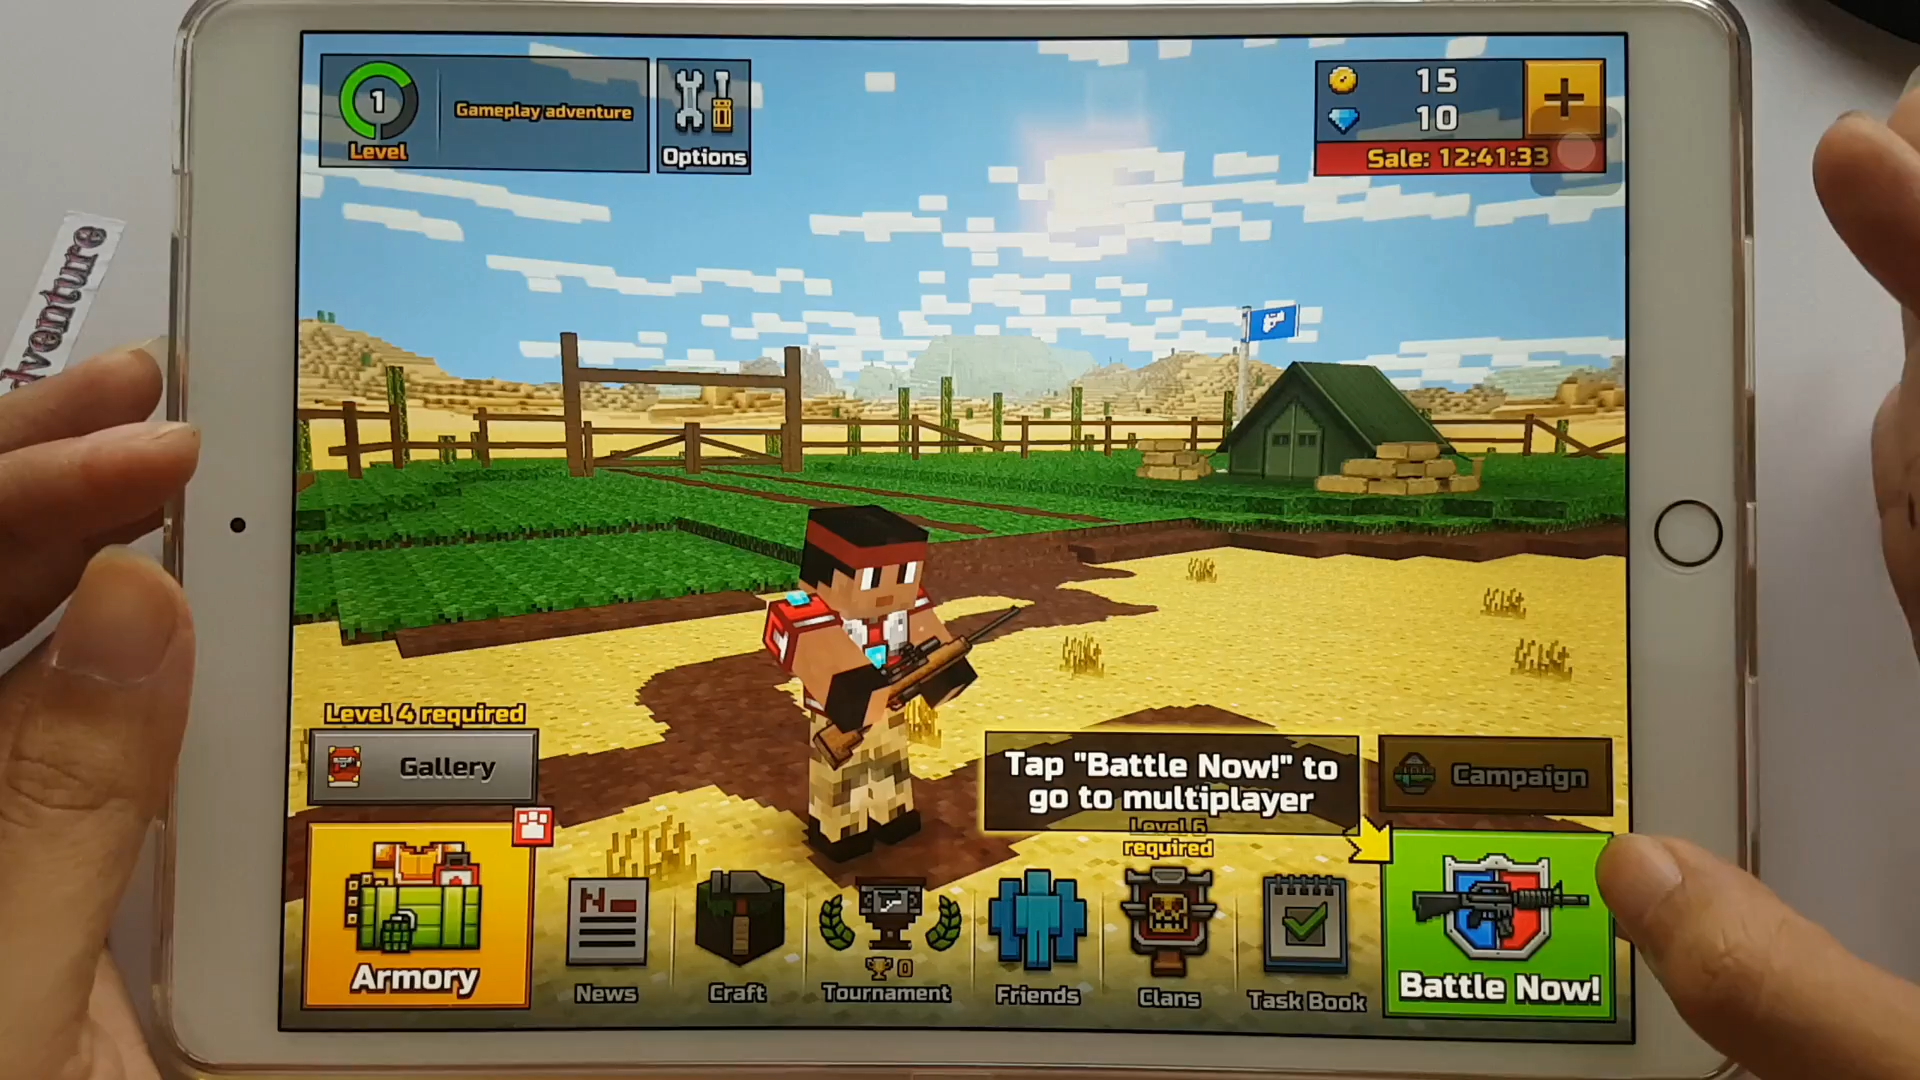 dventure
1
Level
Gameplay adventure
Options
15
10
Sale: 12:41:33
Level 4 required
Gallery
Tap "Battle Now!" to
go to multiplayer
Campaign
Level 6
required
Armory
N
News
Craft
0
Tournament
Friends
Clans
Task Book
Battle Now!